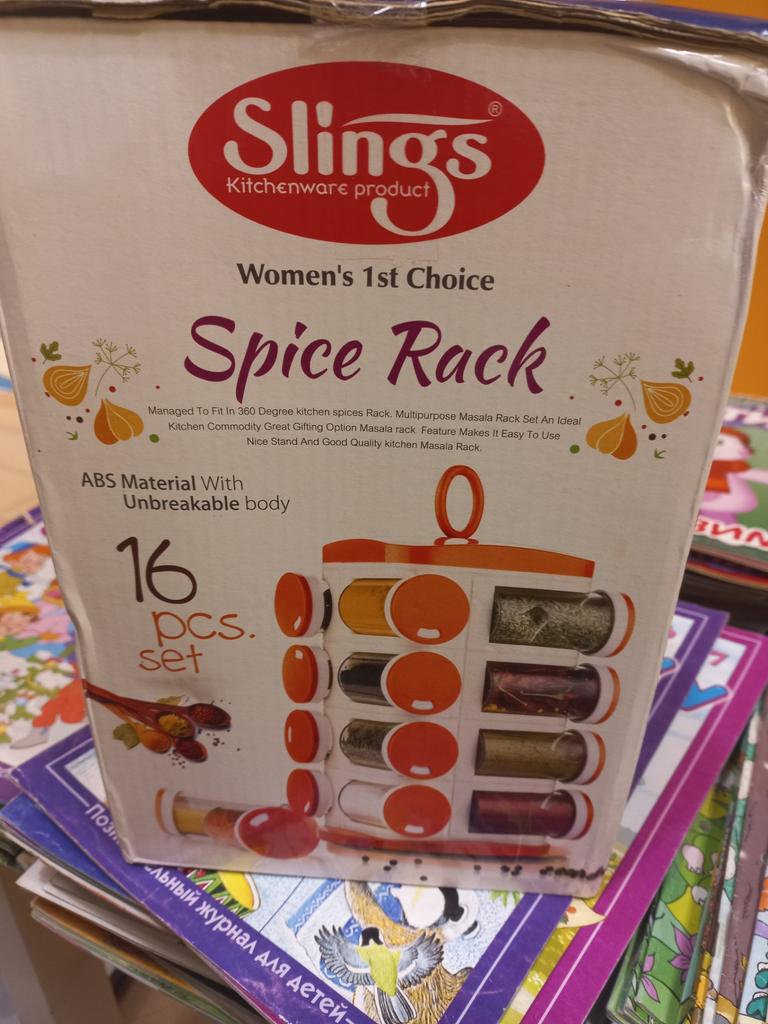 Slings®
Kitchenware product
Women's 1st Choice
Spice Rack
Managed To Fit In 360 Degree kitchen spices Rack. Multipurpose Masala Rack Set An Ideal
Kitchen Commodity Great Gifting Option Masala rack Feature Makes It Easy To Use
Nice Stand And Good Quality kitchen Masala Rack.
ABS Material With
Unbreakable body
16
pcs.
set
ельный журнал для детей